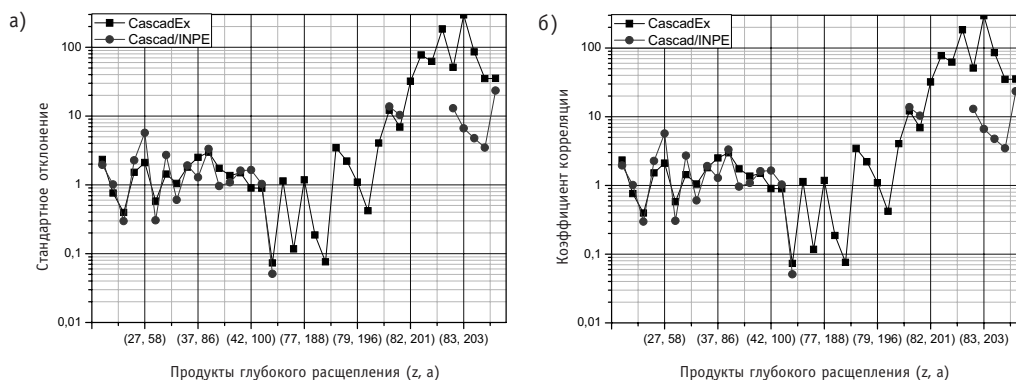 а)
CascadEx
Cascad/INPE
Стандартное отклонение
100
10
1
0,1
0,01
(27, 58) (37, 86) (42, 100) (77, 188) (79, 196) (82, 201) (83, 203)
Продукты глубокого расщепления (z, a)
б)
CascadEx
Cascad/INPE
Коэффициент корреляции
100
10
1
0,1
0,01
(27, 58) (37, 86) (42, 100) (77, 188) (79, 196) (82, 201) (83, 203)
Продукты глубокого расщепления (z, a)